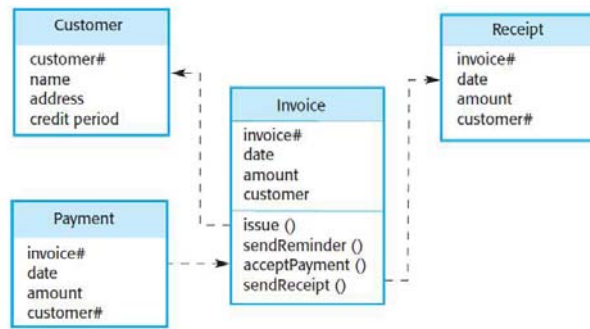 Customer
customer#
name
address
credit period
Receipt
invoice#
date
amount
customer#
Invoice
invoice#
date
amount
customer
issue ()
sendReminder ()
acceptPayment ()
sendReceipt ()
Payment
invoice#
date
amount
customer#